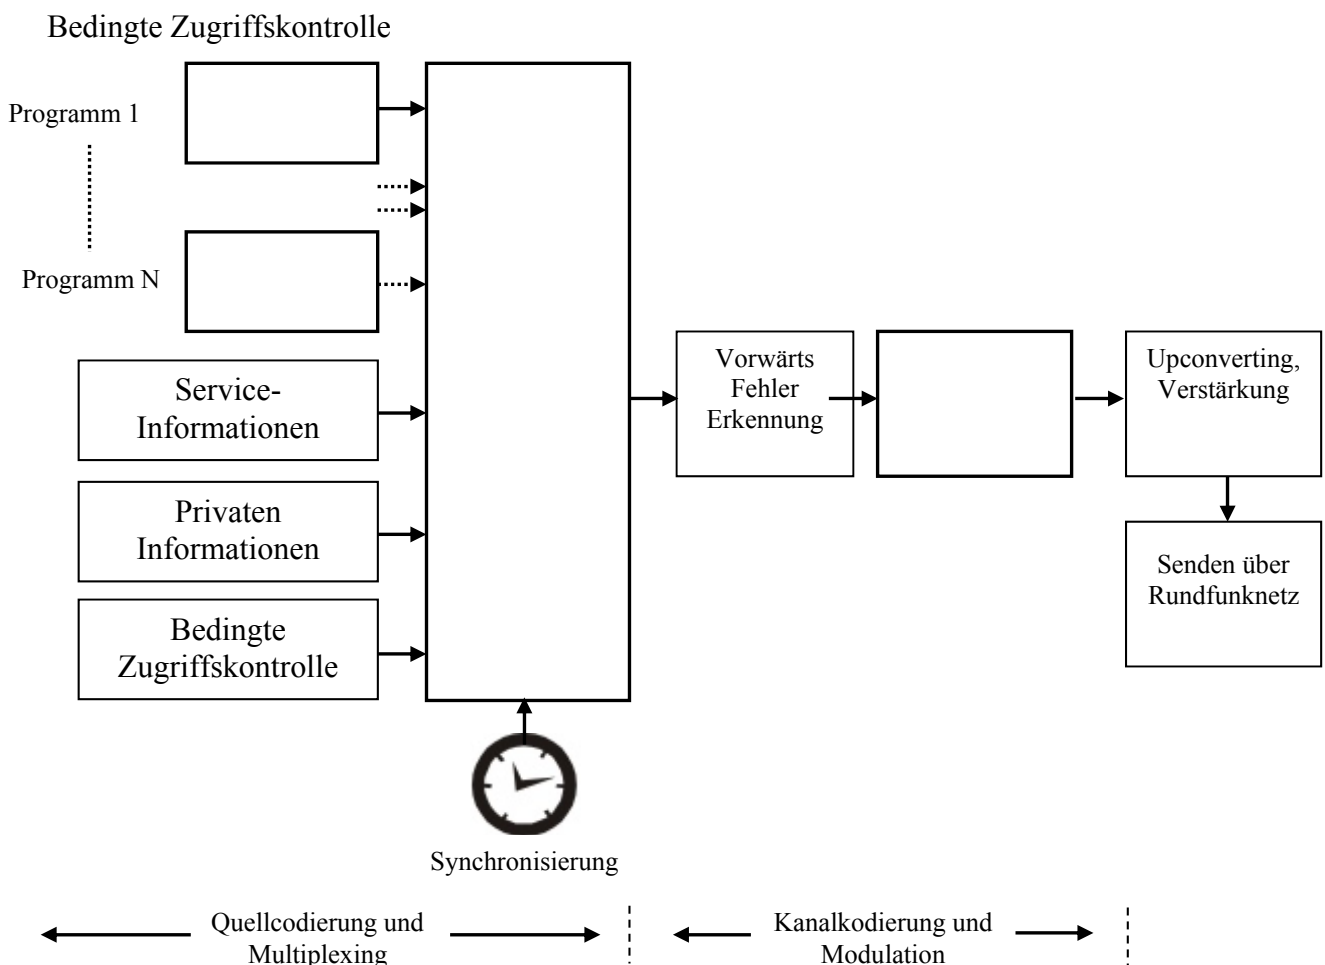 Bedingte Zugriffskontrolle
Programm 1
Programm N
Service-
Informationen
Privaten
Informationen
Bedingte
Zugriffskontrolle
Vorwärts
Fehler
Erkennung
Upconverting,
Verstärkung
Senden über
Rundfunknetz
Synchronisierung
Quellcodierung und
Multiplexing
Kanalkodierung und
Modulation